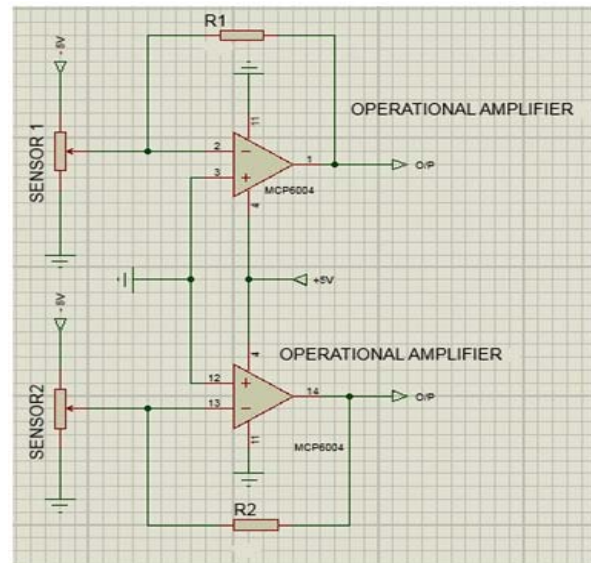 R1
- 5V
11
OPERATIONAL AMPLIFIER
SENSOR 1
2
1
O/P
3
MCP6004
4
+5V
- 5V
4
OPERATIONAL AMPLIFIER
SENSOR2
12
14
O/P
13
11
MCP6004
R2